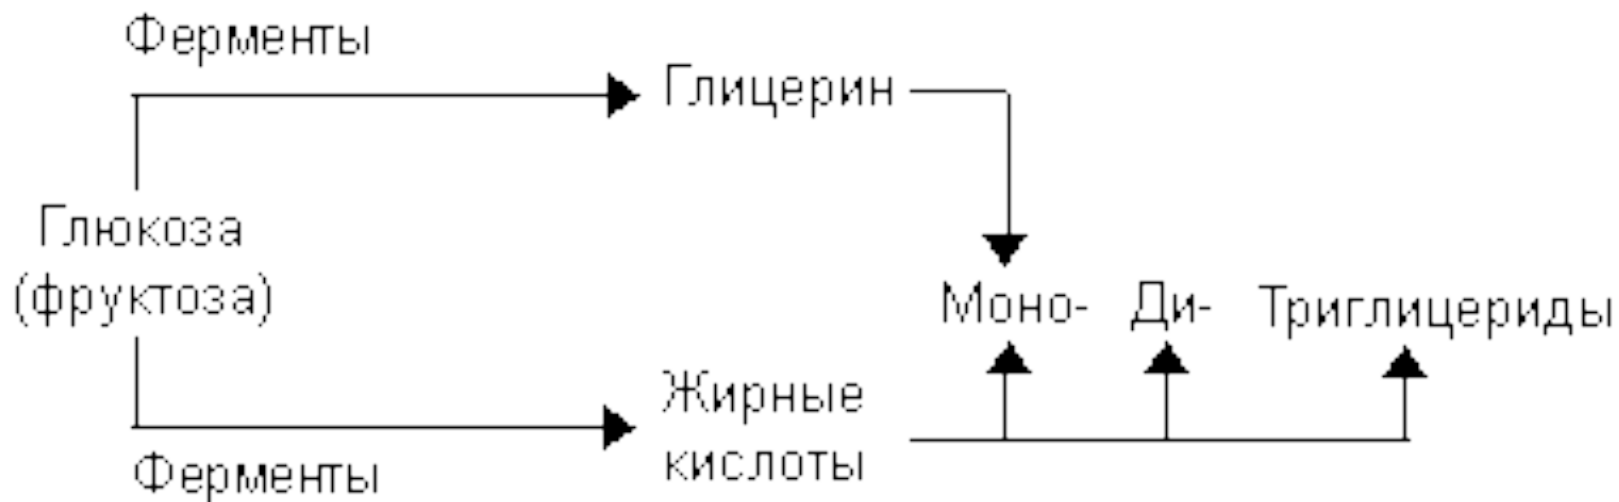 Ферменты
Глицерин
Глюкоза
(фруктоза)
Моно- Ди- Триглицериды
Жирные
кислоты
Ферменты